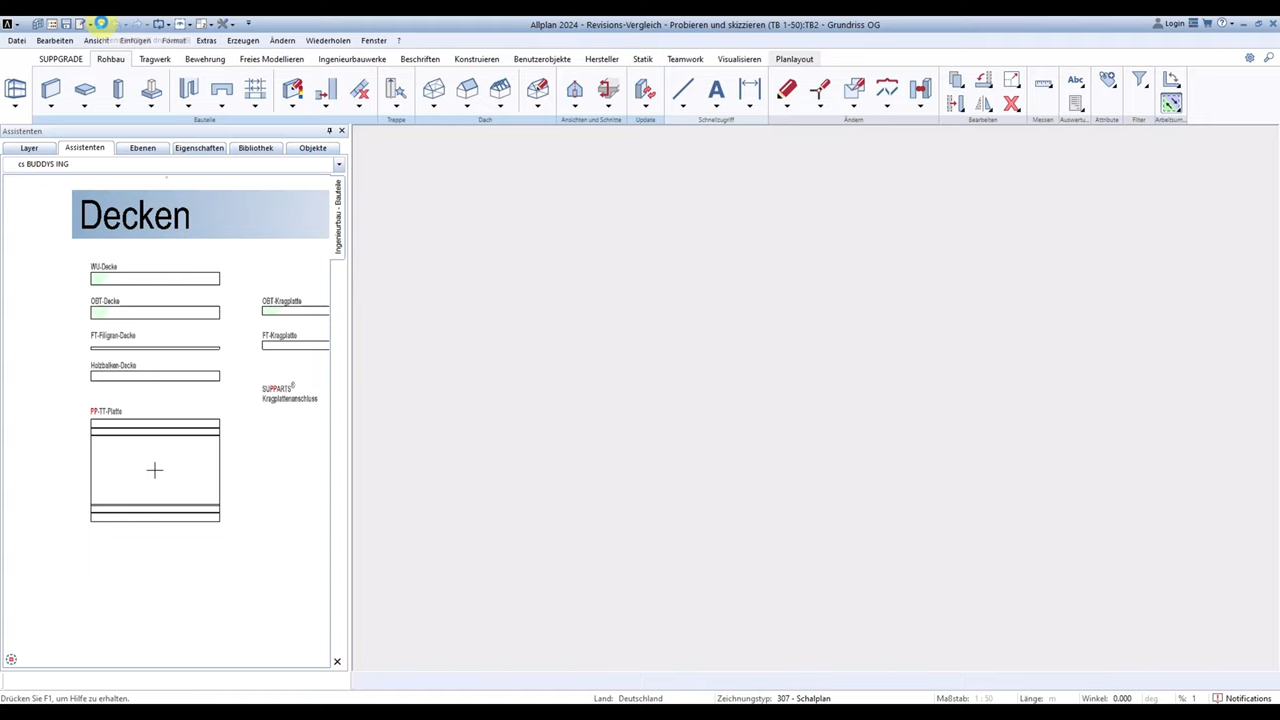 Allplan 2024 - Revisions-Vergleich - Probieren und skizzieren (TB 1-50):TB2 - Grundriss OG
Login
Datei Bearbeiten Ansicht Einfügen Format Extras Erzeugen Ändern Wiederholen Fenster ?
SUPPGRADE Rohbau Tragwerk Bewehrung Freies Modellieren Ingenieurbauwerke Beschriften Konstruieren Benutzerobjekte Hersteller Statik Teamwork Visualisieren Planlayout
Abc
Bauteile Treppe Dach Ansichten und Schnitte Update Schnellzugriff Ändern Bearbeiten Messen Auswertu... Attribute Filter Arbeitsum...
Assistenten
Layer Assistenten Ebenen Eigenschaften Bibliothek Objekte
cs BUDDYS ING
Ingenieurbau - Bauteile
Decken
WU-Decke
OBT-Decke OBT-Kragplatte
FT-Filigran-Decke FT-Kragplatte
Holzbalken-Decke
SUPPARTS®
Kragplattenanschluss
PP-TT-Platte
Drücken Sie F1, um Hilfe zu erhalten. Land: Deutschland Zeichnungstyp: 307 - Schalplan Maßstab: 1 : 50 Länge: m Winkel: 0.000 deg %: 1 Notifications